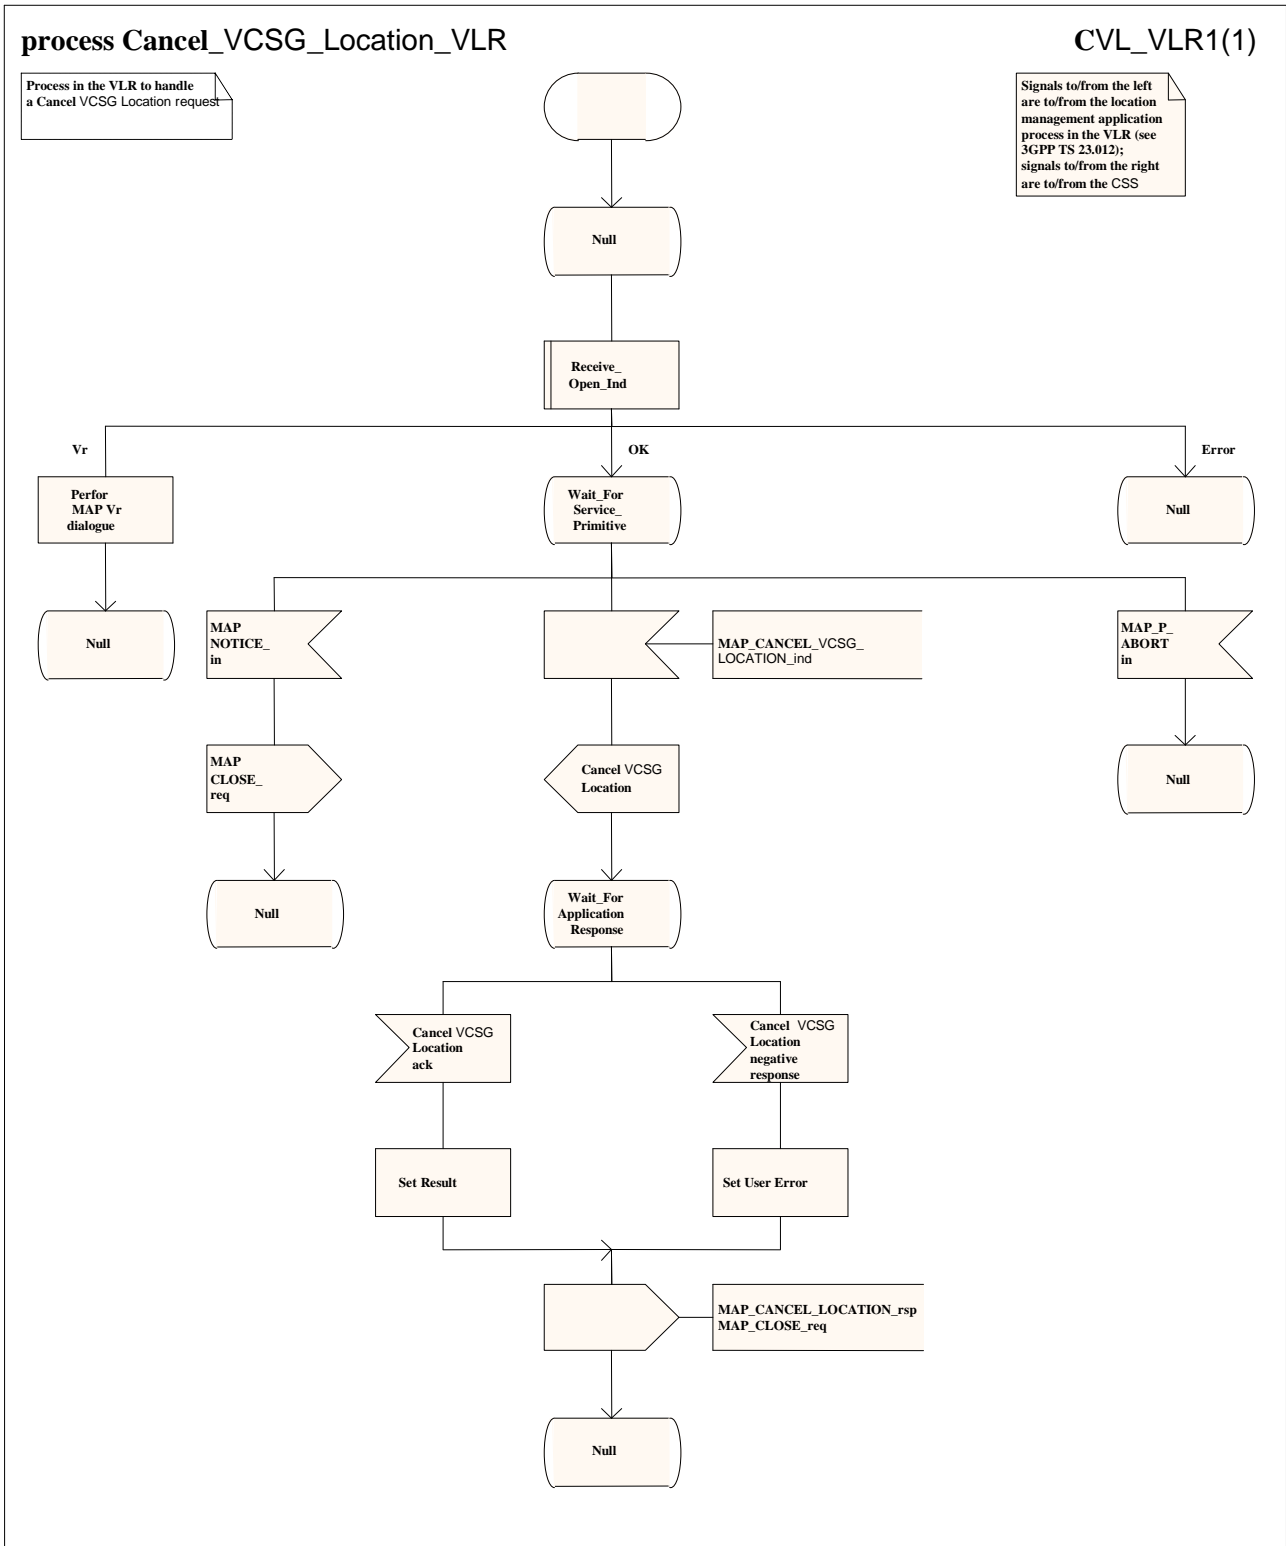 process Cancel_VCSG_Location_VLR
CVL_VLR1(1)
Process in the VLR to handle
a Cancel VCSG Location request
Signals to/from the left
are to/from the location
management application
process in the VLR (see
3GPP TS 23.012);
signals to/from the right
are to/from the CSS
Null
Receive_
Open_Ind
Vr
OK
Error
Perfor
MAP Vr
dialogue
Wait_For
Service_
Primitive
Null
Null
MAP
NOTICE_
in
MAP_CANCEL_VCSG_
LOCATION_ind
MAP_P_
ABORT
in
MAP
CLOSE_
req
Cancel VCSG
Location
Null
Null
Wait_For
Application
Response
Cancel VCSG
Location
ack
Cancel VCSG
Location
negative
response
Set Result
Set User Error
MAP_CANCEL_LOCATION_rsp
MAP_CLOSE_req
Null